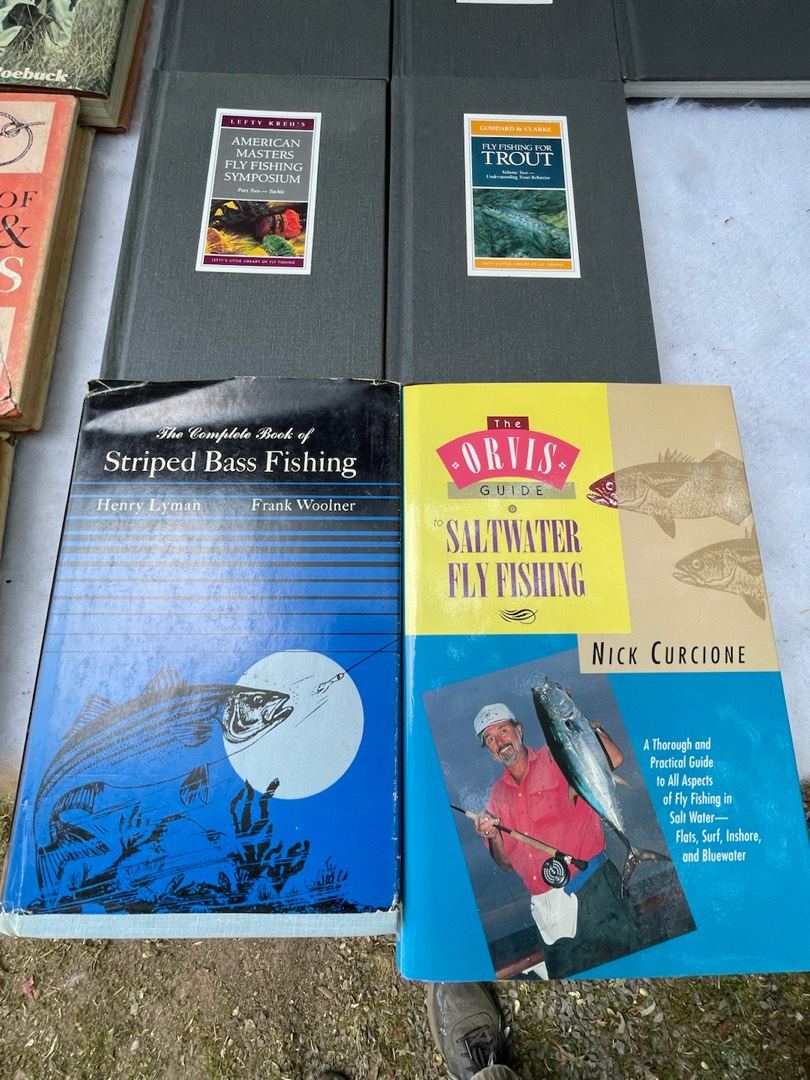 oebuck
OF
&
S
LEFTY KREH'S
AMERICAN
MASTERS
FLY FISHING
SYMPOSIUM
Part Two — Tackle
LEFTY'S LITTLE LIBRARY OF FLY FISHING
GODDARD & CLARKE
FLY FISHING FOR
TROUT
Volume Two —
Understanding Trout Behavior
LEFTY'S LITTLE LIBRARY OF FLY FISHING
The Complete Book of
Striped Bass Fishing
Henry Lyman Frank Woolner
The
ORVIS
GUIDE
to SALTWATER
FLY FISHING
NICK CURCIONE
A Thorough and
Practical Guide
to All Aspects
of Fly Fishing in
Salt Water—
Flats, Surf, Inshore,
and Bluewater